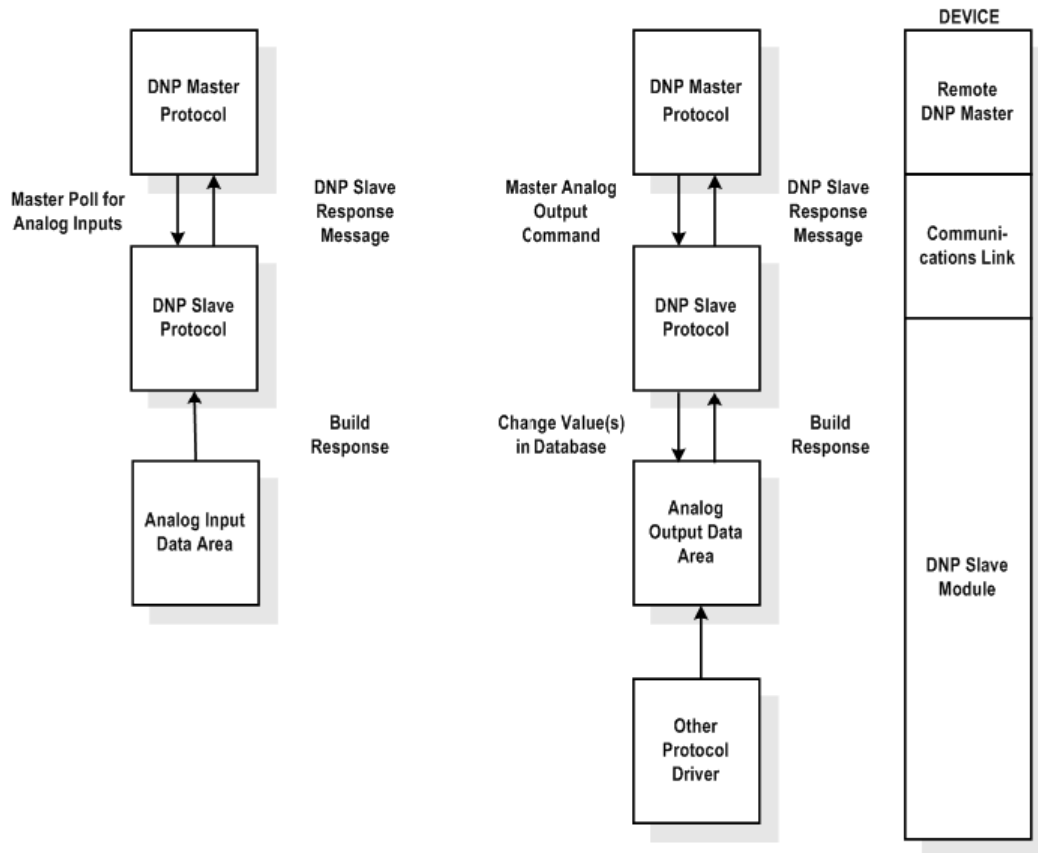 DEVICE
DNP Master
Protocol
DNP Master
Protocol
Remote
DNP Master
Master Poll for
Analog Inputs
DNP Slave
Response
Message
Master Analog
Output
Command
DNP Slave
Response
Message
Communi-
cations Link
DNP Slave
Protocol
DNP Slave
Protocol
Build
Response
Change Value(s)
in Database
Build
Response
Analog Input
Data Area
Analog
Output Data
Area
DNP Slave
Module
Other
Protocol
Driver